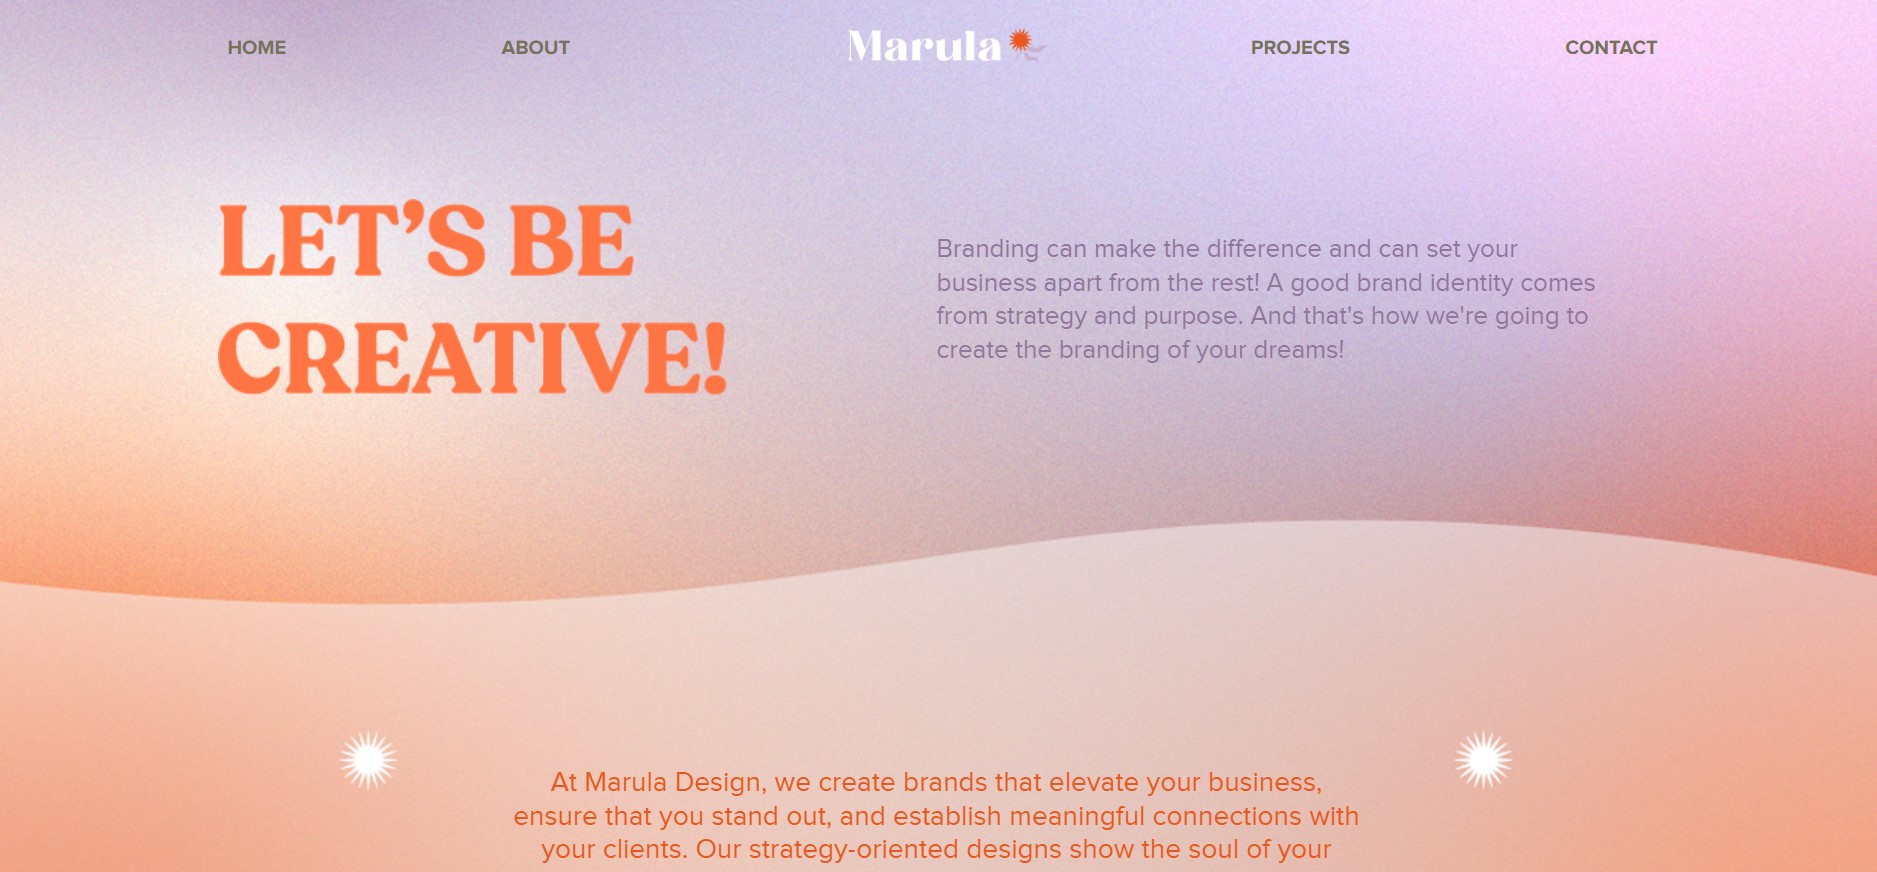 HOME
ABOUT
Marula
PROJECTS
CONTACT
LET’S BE
CREATIVE!
Branding can make the difference and can set your
business apart from the rest! A good brand identity comes
from strategy and purpose. And that's how we're going to
create the branding of your dreams!
At Marula Design, we create brands that elevate your business,
ensure that you stand out, and establish meaningful connections with
your clients. Our strategy-oriented designs show the soul of your